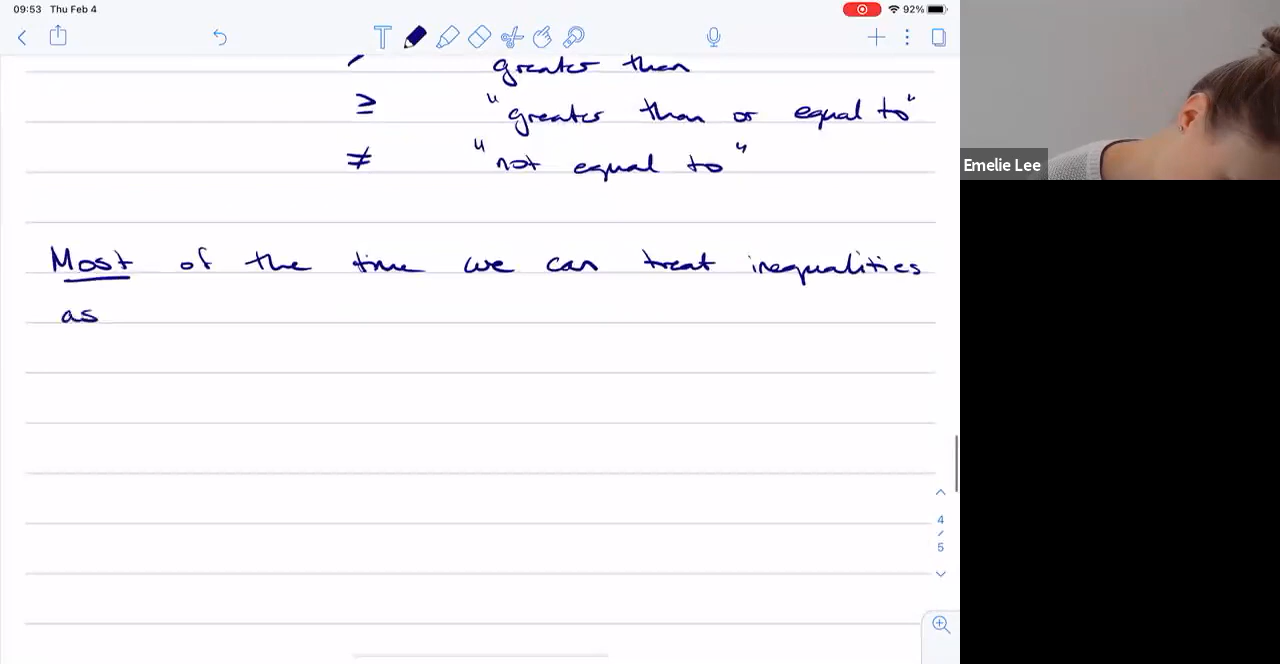 09:53 Thu Feb 4
92%
greater than
≥ "greater than or equal to"
≠ "not equal to"
Most of the time we can treat inequalities
as
4
/
5
Emelie Lee